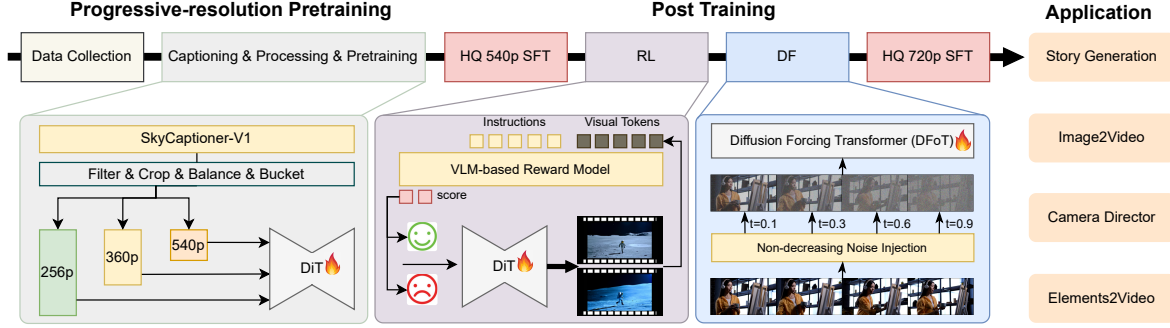 Progressive-resolution Pretraining
Post Training
Application
Data Collection
Captioning & Processing & Pretraining
HQ 540p SFT
RL
DF
HQ 720p SFT
Story Generation
Image2Video
Camera Director
Elements2Video
SkyCaptioner-V1
Filter & Crop & Balance & Bucket
256p
360p
540p
DiT
Instructions
Visual Tokens
VLM-based Reward Model
score
DiT
Diffusion Forcing Transformer (DFoT)
t=0.1
t=0.3
t=0.6
t=0.9
Non-decreasing Noise Injection